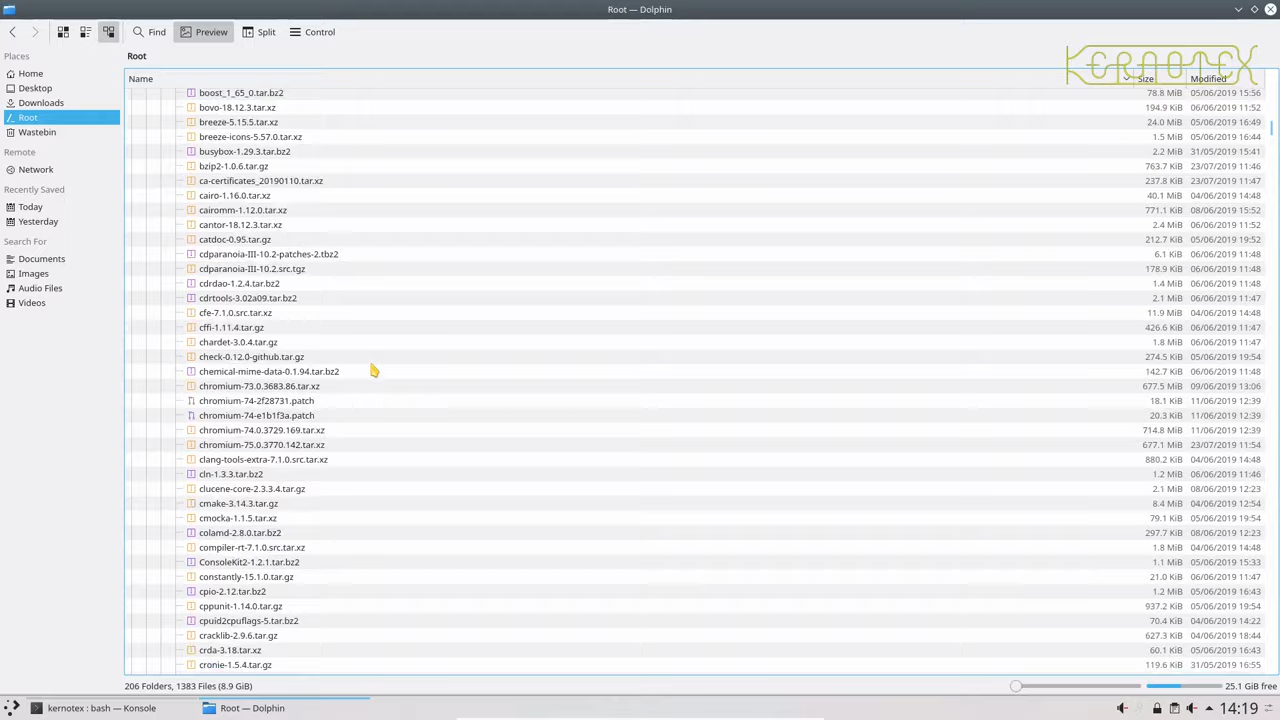 Root — Dolphin
Find Preview Split Control
Places
Home
Desktop
Downloads
Root
Wastebin
Remote
Network
Recently Saved
Today
Yesterday
Search For
Documents
Images
Audio Files
Videos
Root
KERNOTEX
Name Size Modified
boost_1_65_0.tar.bz2 78.8 MiB 05/06/2019 15:56
bovo-18.12.3.tar.xz 194.9 KiB 06/06/2019 11:52
breeze-5.15.5.tar.xz 24.0 MiB 05/06/2019 16:49
breeze-icons-5.57.0.tar.xz 1.5 MiB 05/06/2019 16:44
busybox-1.29.3.tar.bz2 2.2 MiB 31/05/2019 15:41
bzip2-1.0.6.tar.gz 763.7 KiB 23/07/2019 11:46
ca-certificates_20190110.tar.xz 237.8 KiB 23/07/2019 11:47
cairo-1.16.0.tar.xz 40.1 MiB 04/06/2019 14:48
cairomm-1.12.0.tar.xz 771.1 KiB 08/06/2019 15:52
cantor-18.12.3.tar.xz 2.4 MiB 06/06/2019 11:52
catdoc-0.95.tar.gz 212.7 KiB 05/06/2019 19:52
cdparanoia-III-10.2-patches-2.tbz2 6.1 KiB 06/06/2019 11:48
cdparanoia-III-10.2.src.tgz 178.9 KiB 06/06/2019 11:48
cdrdao-1.2.4.tar.bz2 1.4 MiB 06/06/2019 11:48
cdrtools-3.02a09.tar.bz2 2.1 MiB 06/06/2019 11:47
cfe-7.1.0.src.tar.xz 11.9 MiB 04/06/2019 14:48
cffi-1.11.4.tar.gz 426.6 KiB 06/06/2019 11:47
chardet-3.0.4.tar.gz 1.8 MiB 06/06/2019 11:47
check-0.12.0-github.tar.gz 274.5 KiB 05/06/2019 19:54
chemical-mime-data-0.1.94.tar.bz2 142.7 KiB 06/06/2019 11:48
chromium-73.0.3683.86.tar.xz 677.5 MiB 09/06/2019 13:06
chromium-74-2f28731.patch 18.1 KiB 11/06/2019 12:39
chromium-74-e1b1f3a.patch 20.3 KiB 11/06/2019 12:39
chromium-74.0.3729.169.tar.xz 714.8 MiB 11/06/2019 12:39
chromium-75.0.3770.142.tar.xz 677.1 MiB 23/07/2019 11:54
clang-tools-extra-7.1.0.src.tar.xz 880.2 KiB 04/06/2019 14:48
cln-1.3.3.tar.bz2 1.2 MiB 06/06/2019 11:46
clucene-core-2.3.3.4.tar.gz 2.1 MiB 08/06/2019 12:23
cmake-3.14.3.tar.gz 8.4 MiB 04/06/2019 12:54
cmocka-1.1.5.tar.xz 79.1 KiB 05/06/2019 19:54
colamd-2.8.0.tar.bz2 297.7 KiB 08/06/2019 12:23
compiler-rt-7.1.0.src.tar.xz 1.8 MiB 04/06/2019 14:48
ConsoleKit2-1.2.1.tar.bz2 1.1 MiB 05/06/2019 15:33
constantly-15.1.0.tar.gz 21.0 KiB 06/06/2019 11:47
cpio-2.12.tar.bz2 1.2 MiB 05/06/2019 16:43
cppunit-1.14.0.tar.gz 937.2 KiB 05/06/2019 19:54
cpuid2cpuflags-5.tar.bz2 70.4 KiB 04/06/2019 14:22
cracklib-2.9.6.tar.gz 627.3 KiB 04/06/2019 18:44
crda-3.18.tar.xz 60.1 KiB 05/06/2019 16:43
cronie-1.5.4.tar.gz 119.6 KiB 31/05/2019 16:55
206 Folders, 1383 Files (8.9 GiB) 25.1 GiB free
kernotex : bash — Konsole Root — Dolphin 14:19